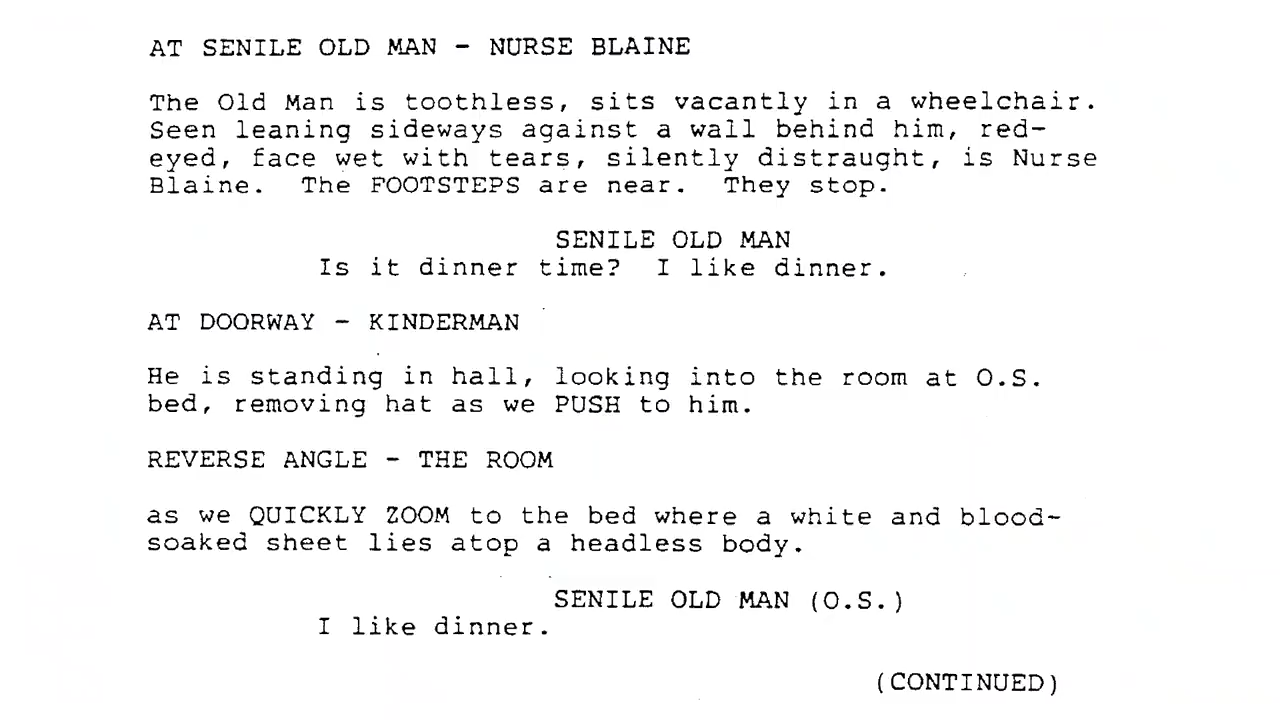 AT SENILE OLD MAN - NURSE BLAINE
The Old Man is toothless, sits vacantly in a wheelchair.
Seen leaning sideways against a wall behind him, red-
eyed, face wet with tears, silently distraught, is Nurse
Blaine.  The FOOTSTEPS are near.  They stop.
SENILE OLD MAN
Is it dinner time?  I like dinner.
AT DOORWAY - KINDERMAN
He is standing in hall, looking into the room at O.S.
bed, removing hat as we PUSH to him.
REVERSE ANGLE - THE ROOM
as we QUICKLY ZOOM to the bed where a white and blood-
soaked sheet lies atop a headless body.
SENILE OLD MAN (O.S.)
I like dinner.
(CONTINUED)